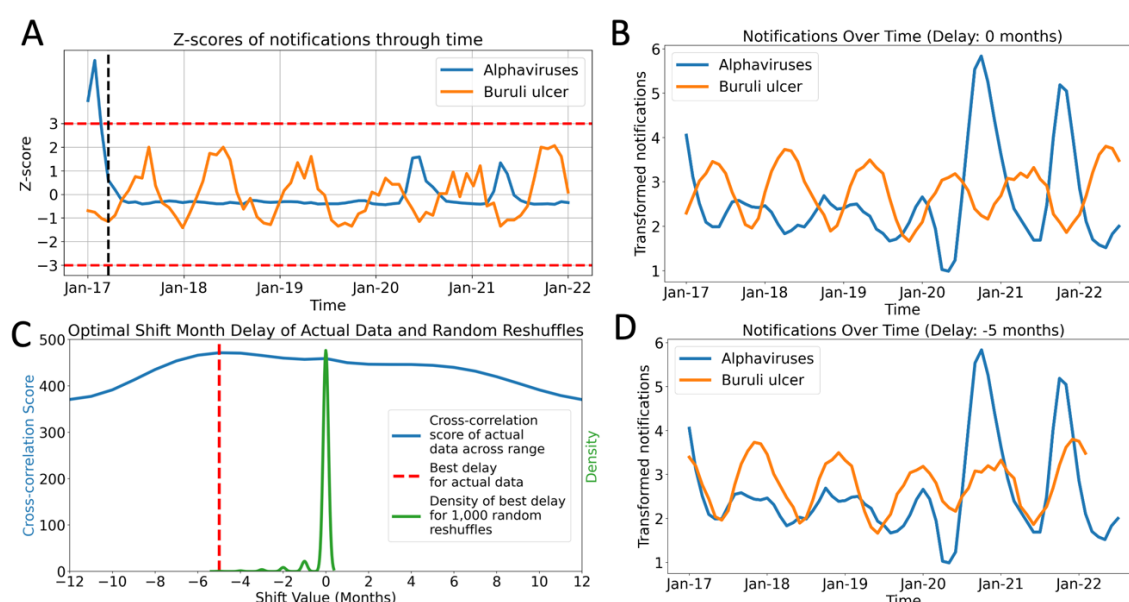 A
Z-scores of notifications through time
Alphaviruses
Buruli ulcer
Z-score
3
2
1
0
−1
−2
−3
Jan-17 Jan-18 Jan-19 Jan-20 Jan-21 Jan-22
Time
B
Notifications Over Time (Delay: 0 months)
Alphaviruses
Buruli ulcer
Transformed notifications
6
5
4
3
2
1
Jan-17 Jan-18 Jan-19 Jan-20 Jan-21 Jan-22
Time
C
Optimal Shift Month Delay of Actual Data and Random Reshuffles
Cross-correlation Score
500
400
300
200
100
0
Cross-correlation
score of actual
data across range
Best delay
for actual data
Density of best delay
for 1,000 random
reshuffles
Density
−12 −10 −8 −6 −4 −2 0 2 4 6 8 10 12
Shift Value (Months)
D
Notifications Over Time (Delay: -5 months)
Alphaviruses
Buruli ulcer
Transformed notifications
6
5
4
3
2
1
Jan-17 Jan-18 Jan-19 Jan-20 Jan-21 Jan-22
Time